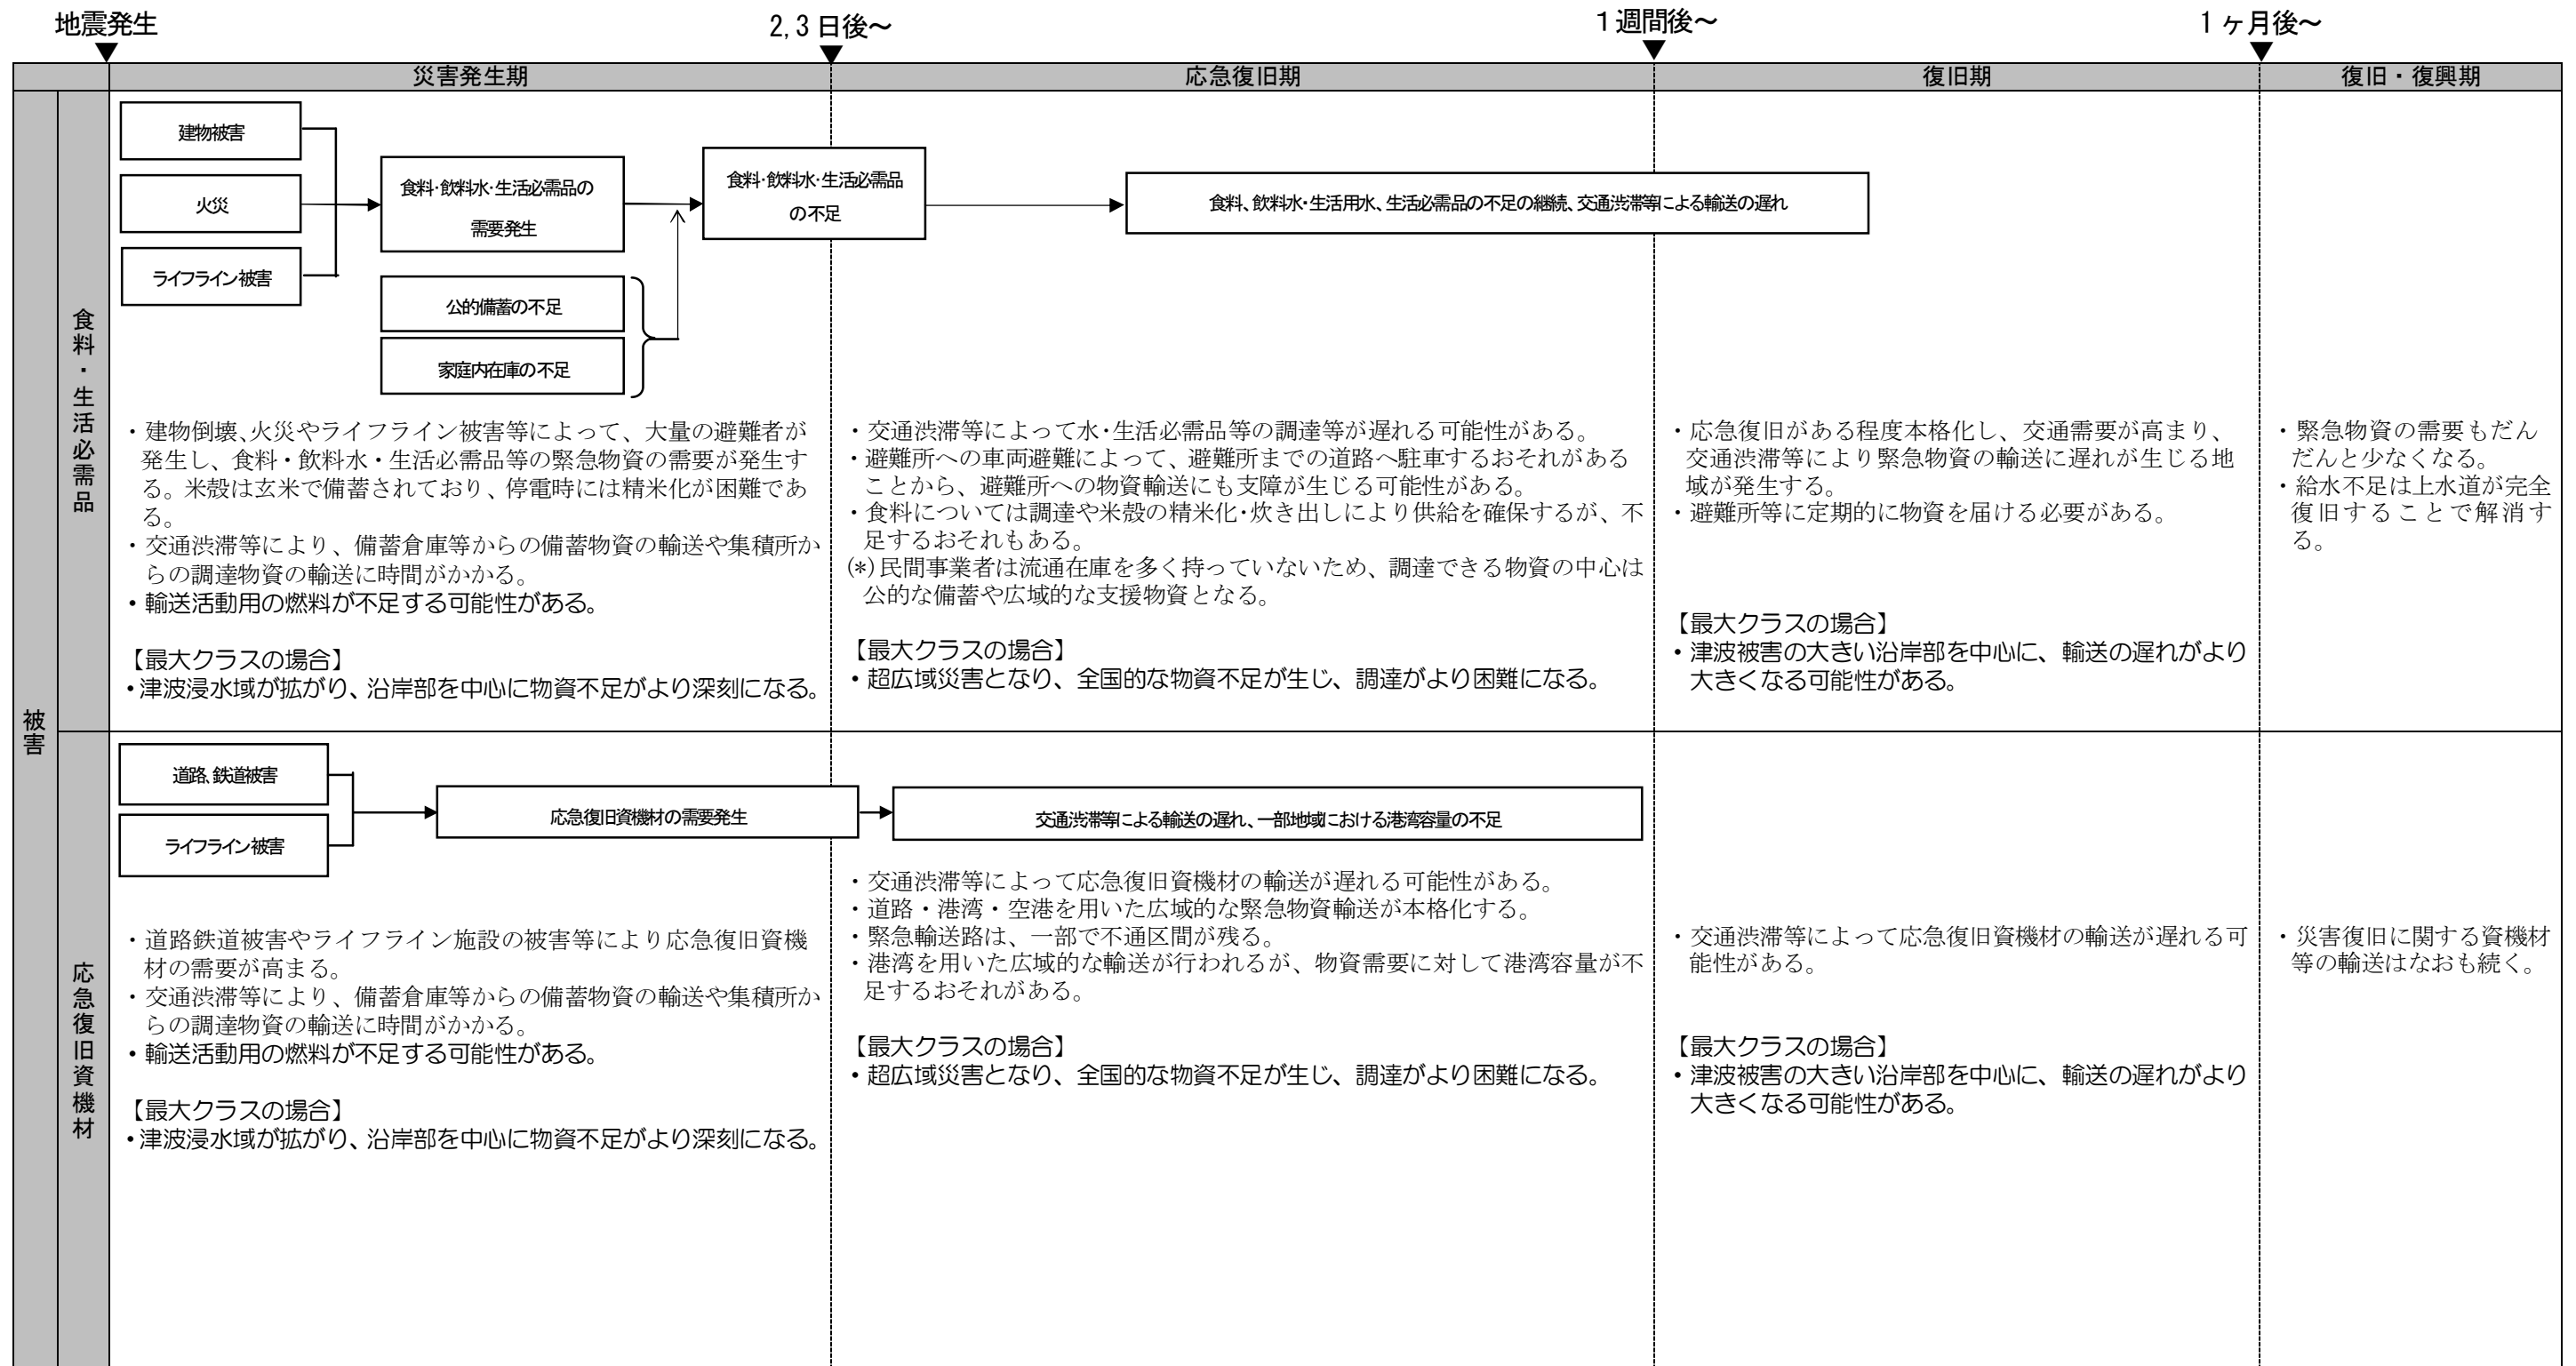 地震発生
2,3 日後～
1週間後～
1 ヶ月後～
災害発生期
応急復旧期
復旧期
復旧・復興期
被害
食料・生活必需品
建物被害
火災
ライフライン被害
食料・飲料水・生活必需品の
需要発生
公的備蓄の不足
家庭内在庫の不足
食料・飲料水・生活必需品
の不足
食料、飲料水・生活用水、生活必需品の不足の継続、交通渋滞等による輸送の遅れ
・建物倒壊、火災やライフライン被害等によって、大量の避難者が
発生し、食料・飲料水・生活必需品等の緊急物資の需要が発生す
る。米殻は玄米で備蓄されており、停電時には精米化が困難であ
る。
・交通渋滞等により、備蓄倉庫等からの備蓄物資の輸送や集積所か
らの調達物資の輸送に時間がかかる。
・輸送活動用の燃料が不足する可能性がある。
【最大クラスの場合】
・津波浸水域が拡がり、沿岸部を中心に物資不足がより深刻になる。
・交通渋滞等によって水・生活必需品等の調達等が遅れる可能性がある。
・避難所への車両避難によって、避難所までの道路へ駐車するおそれがある
ことから、避難所への物資輸送にも支障が生じる可能性がある。
・食料については調達や米殻の精米化・炊き出しにより供給を確保するが、不
足するおそれもある。
(*)民間事業者は流通在庫を多く持っていないため、調達できる物資の中心は
公的な備蓄や広域的な支援物資となる。
【最大クラスの場合】
・超広域災害となり、全国的な物資不足が生じ、調達がより困難になる。
・応急復旧がある程度本格化し、交通需要が高まり、
交通渋滞等により緊急物資の輸送に遅れが生じる地
域が発生する。
・避難所等に定期的に物資を届ける必要がある。
【最大クラスの場合】
・津波被害の大きい沿岸部を中心に、輸送の遅れがより
大きくなる可能性がある。
・緊急物資の需要もだん
だんと少なくなる。
・給水不足は上水道が完全
復旧することで解消す
る。
応急復旧資機材
道路、鉄道被害
ライフライン被害
応急復旧資機材の需要発生
交通渋滞等による輸送の遅れ、一部地域における港湾容量の不足
・道路鉄道被害やライフライン施設の被害等により応急復旧資機
材の需要が高まる。
・交通渋滞等により、備蓄倉庫等からの備蓄物資の輸送や集積所か
らの調達物資の輸送に時間がかかる。
・輸送活動用の燃料が不足する可能性がある。
【最大クラスの場合】
・津波浸水域が拡がり、沿岸部を中心に物資不足がより深刻になる。
・交通渋滞等によって応急復旧資機材の輸送が遅れる可能性がある。
・道路・港湾・空港を用いた広域的な緊急物資輸送が本格化する。
・緊急輸送路は、一部で不通区間が残る。
・港湾を用いた広域的な輸送が行われるが、物資需要に対して港湾容量が不
足するおそれがある。
【最大クラスの場合】
・超広域災害となり、全国的な物資不足が生じ、調達がより困難になる。
・交通渋滞等によって応急復旧資機材の輸送が遅れる可
能性がある。
【最大クラスの場合】
・津波被害の大きい沿岸部を中心に、輸送の遅れがより
大きくなる可能性がある。
・災害復旧に関する資機材
等の輸送はなおも続く。